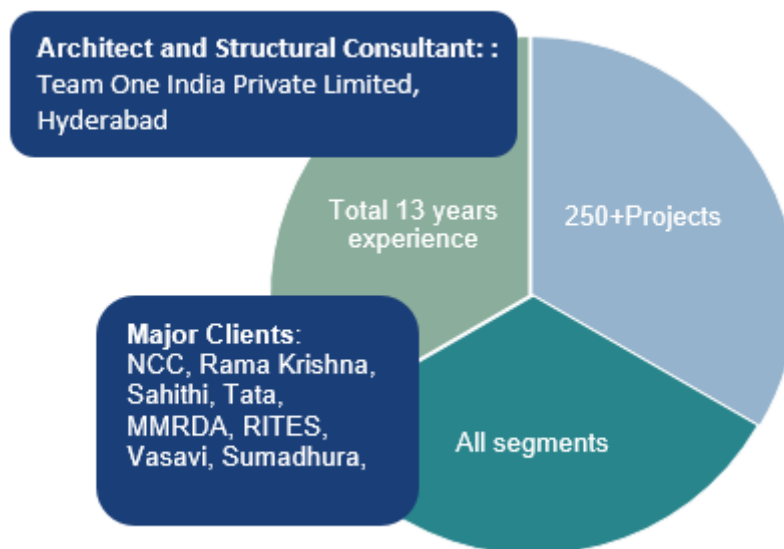 Architect and Structural Consultant: :
Team One India Private Limited,
Hyderabad
Total 13 years
experience
250+Projects
Major Clients:
NCC, Rama Krishna,
Sahithi, Tata,
MMRDA, RITES,
Vasavi, Sumadhura,
All segments